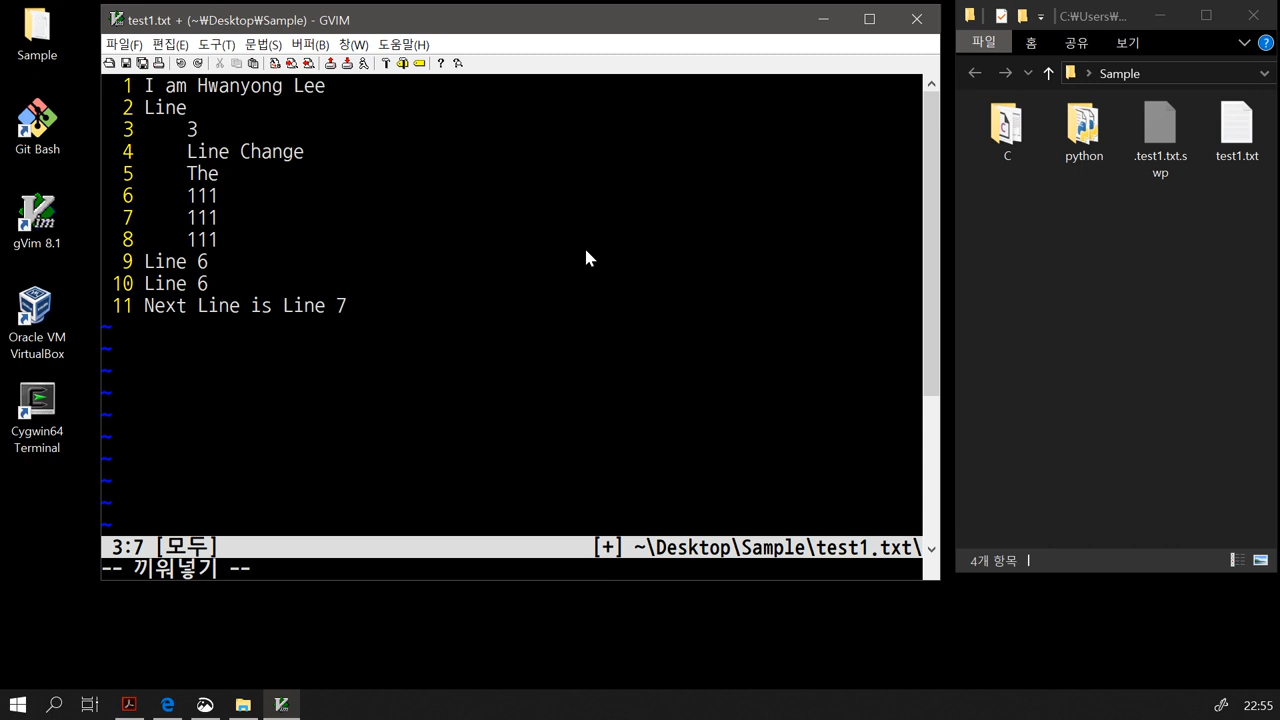 Sample
Git Bash
gVim 8.1
Oracle VM
VirtualBox
Cygwin64
Terminal
test1.txt + (~₩Desktop₩Sample) - GVIM
파일(F) 편집(E) 도구(T) 문법(S) 버퍼(B) 창(W) 도움말(H)
1 I am Hwanyong Lee
2 Line
3 3
4 Line Change
5 The
6 111
7 111
8 111
9 Line 6
10 Line 6
11 Next Line is Line 7
~
~
~
~
~
~
~
~
~
~
3:7 [모두] [+] ~\Desktop\Sample\test1.txt\
-- 끼워넣기 --
C:₩Users₩...
파일 홈 공유 보기
Sample
C
python
.test1.txt.s
wp
test1.txt
4개 항목
22:55